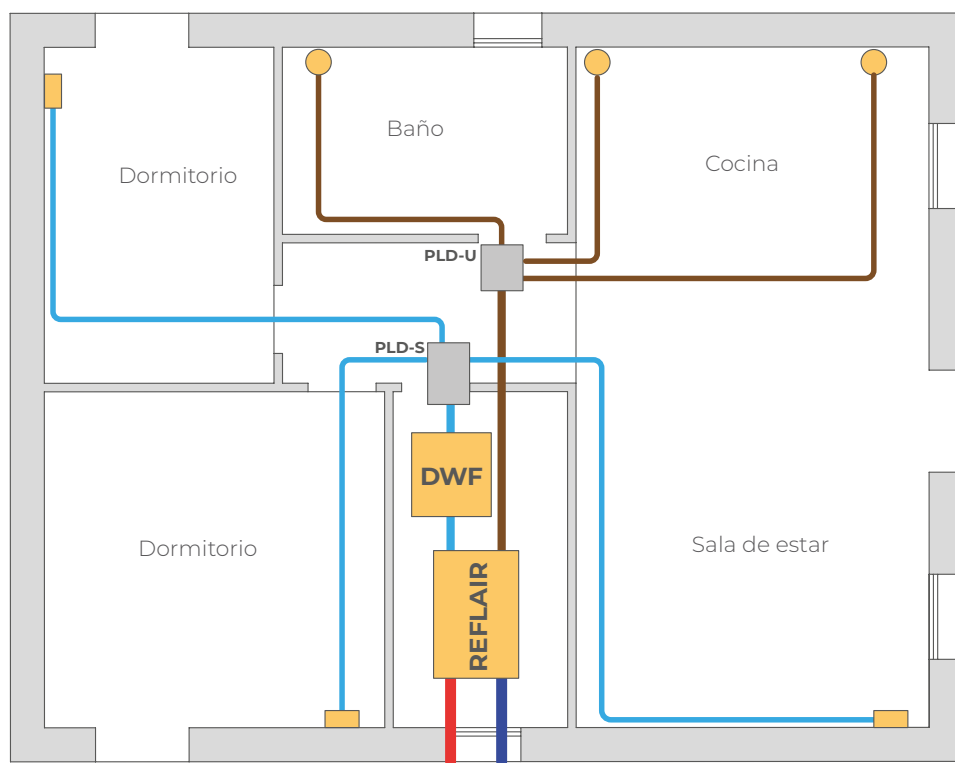 Baño
Cocina
Dormitorio
PLD-U
PLD-S
DWF
Sala de estar
Dormitorio
REFLAIR